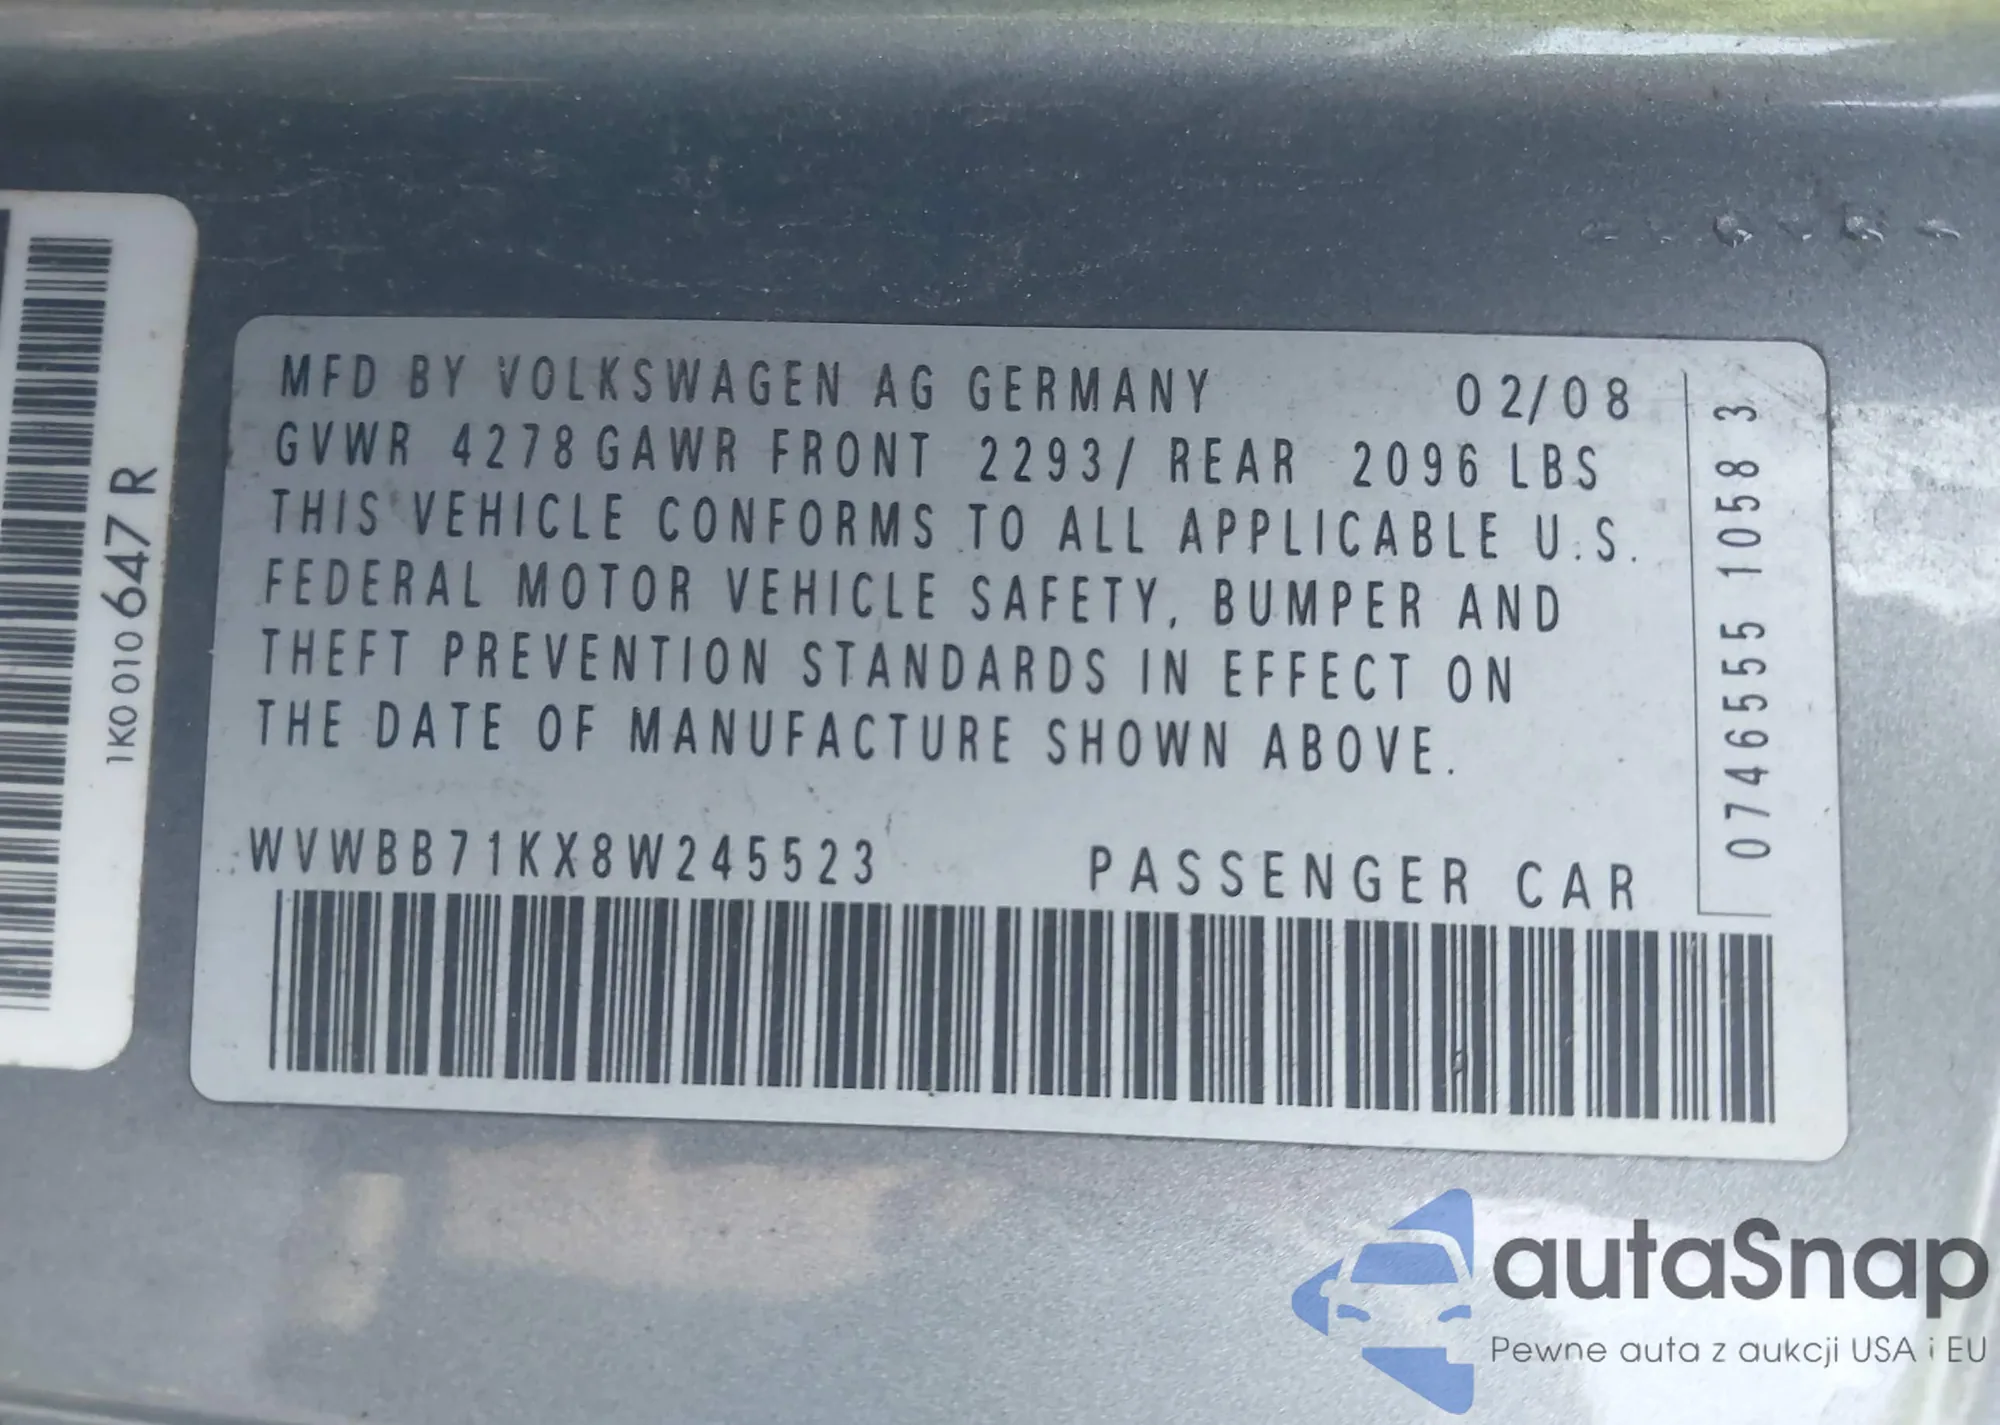 MFD BY VOLKSWAGEN AG GERMANY 02/08
GVWR 4278 GAWR FRONT 2293/ REAR 2096 LBS
THIS VEHICLE CONFORMS TO ALL APPLICABLE U.S.
FEDERAL MOTOR VEHICLE SAFETY, BUMPER AND
THEFT PREVENTION STANDARDS IN EFFECT ON
THE DATE OF MANUFACTURE SHOWN ABOVE.
WVWBB71KX8W245523 PASSENGER CAR
0746555 1058 3
1K0 010 647 R
autaSnap
Pewne auta z aukcji USA i EU